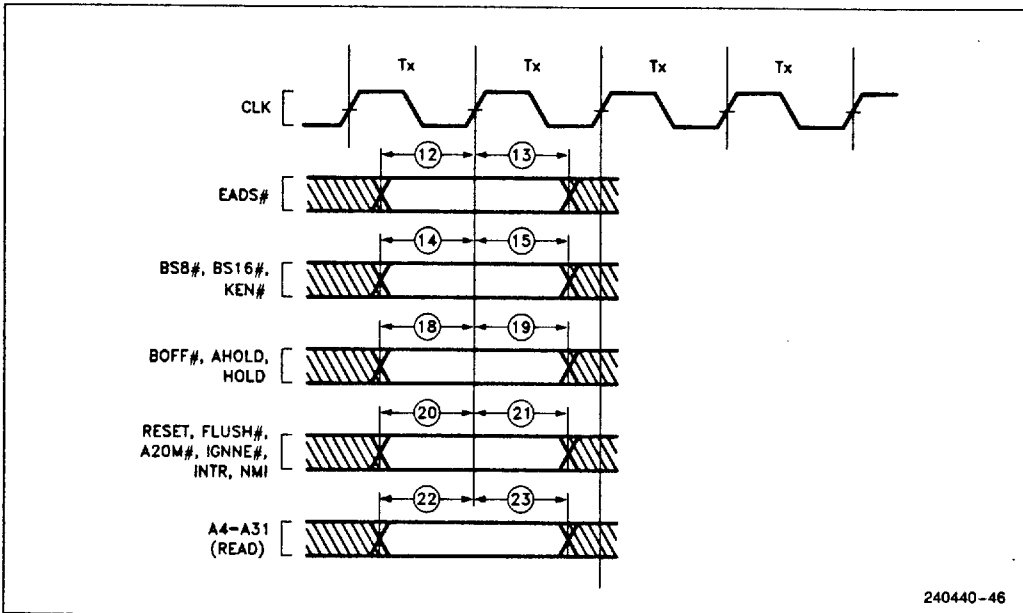 Tx Tx Tx Tx
CLK
12 13
EADS#
14 15
BS8#, BS16#,
KEN#
18 19
BOFF#, AHOLD,
HOLD
20 21
RESET, FLUSH#,
A20M#, IGNNE#,
INTR, NMI
22 23
A4-A31
(READ)
240440-46